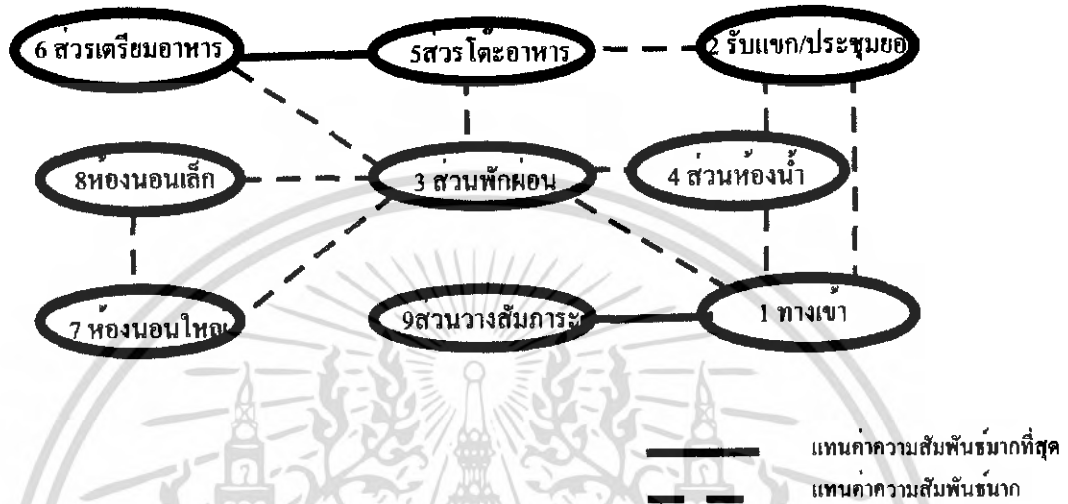 6 ส่วรเตรียมอาหาร
5ส่วรโต๊ะอาหาร
2 รับแขก/ประชุมยอ
8ห้องนอนเล็ก
3 ส่วนพักผ่อน
4 ส่วนห้องน้ำ
7 ห้องนอนใหญ
9ส่วนวางสัมภาระ
1 ทางเข้า
แทนค่าความสัมพันธ์มากที่สุด
แทนค่าความสัมพันธ์มาก